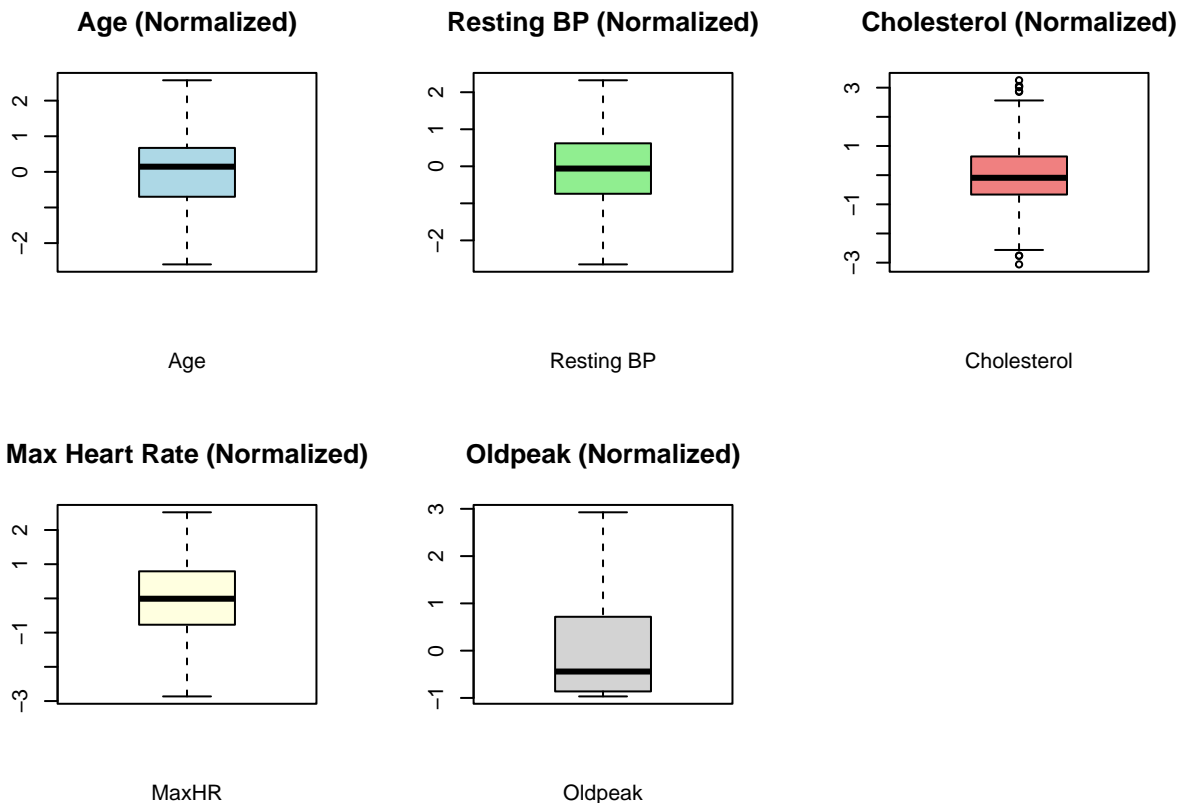 Age (Normalized)
2
1
0
−2
Age
Resting BP (Normalized)
2
1
0
−2
Resting BP
Cholesterol (Normalized)
3
1
−1
−3
Cholesterol
Max Heart Rate (Normalized)
2
1
−1
−3
MaxHR
Oldpeak (Normalized)
3
2
1
0
−1
Oldpeak